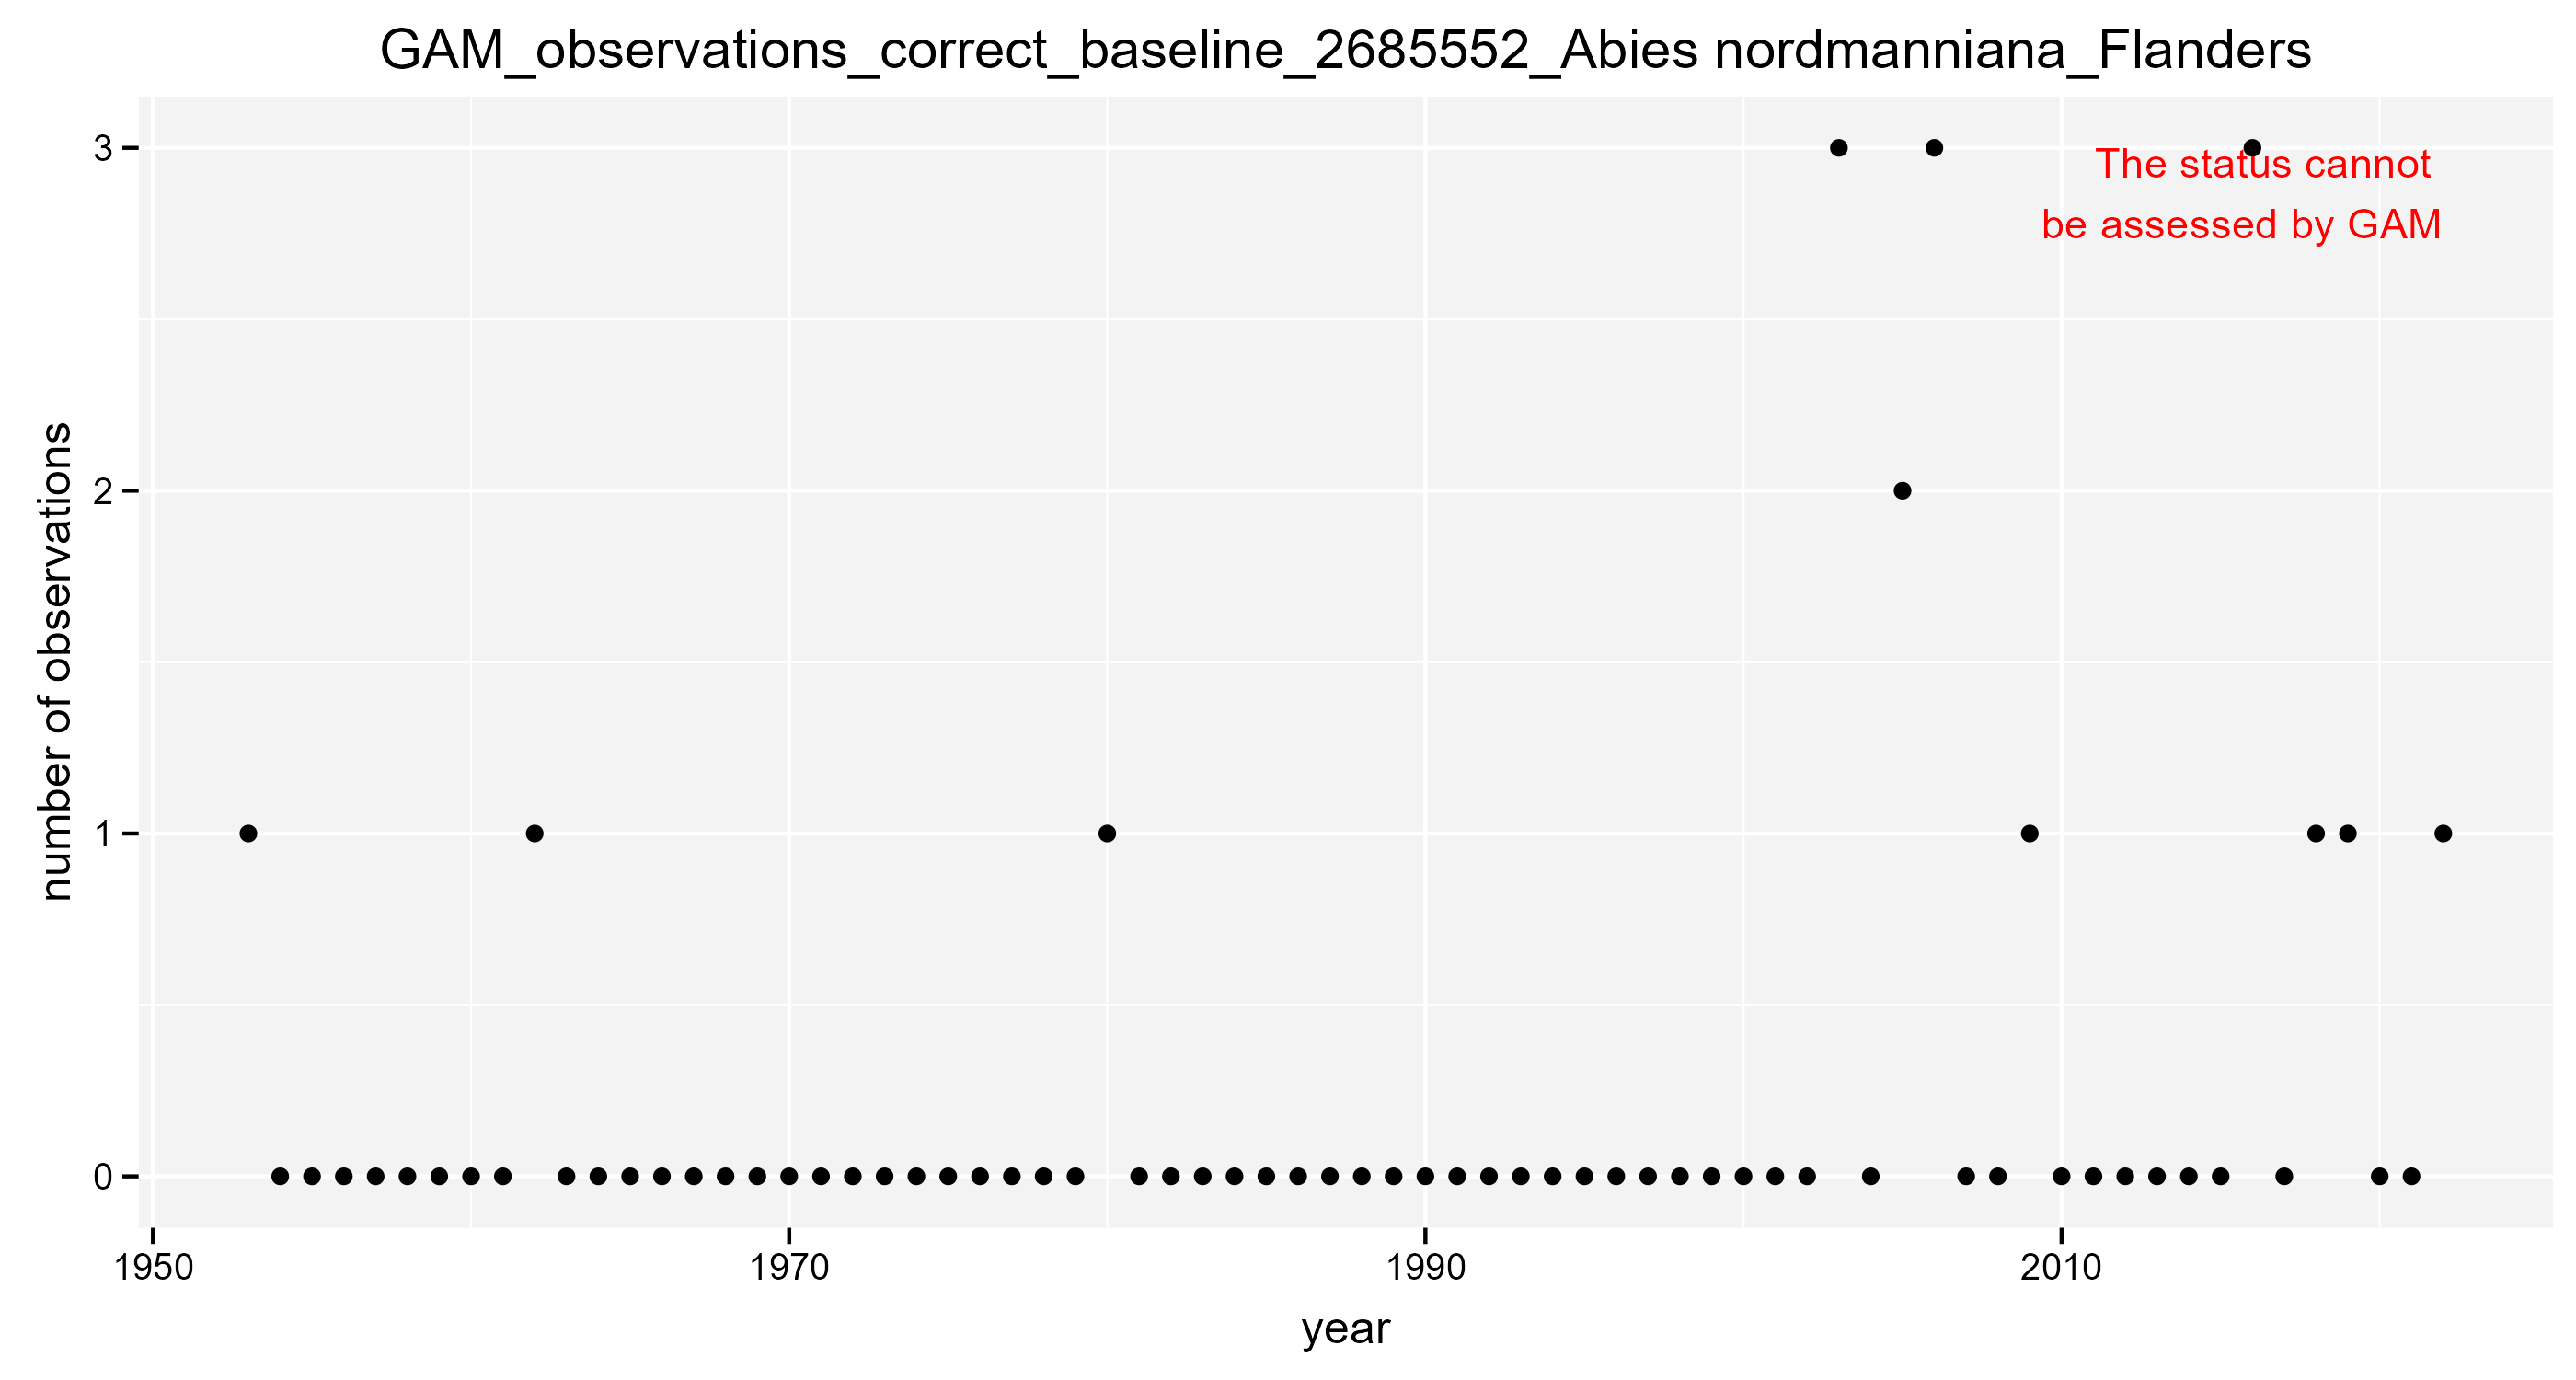 GAM_observations_correct_baseline_2685552_Abies nordmanniana_Flanders
The status cannot
be assessed by GAM
number of observations
3
2
1
0
1950 1970 1990 2010
year